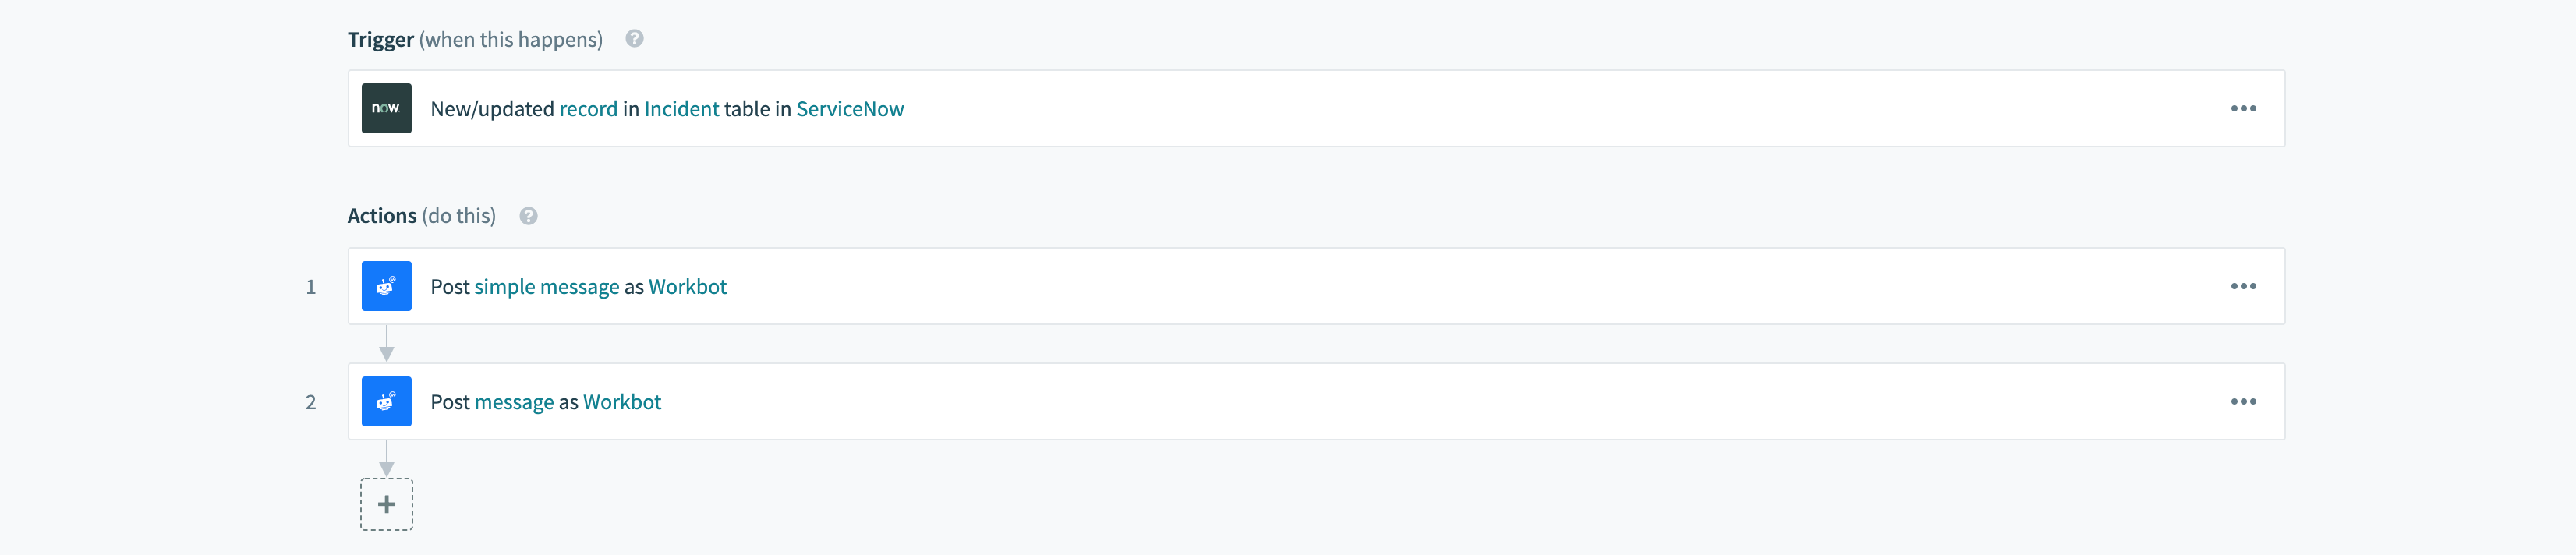 Trigger (when this happens) ?
now
New/updated record in Incident table in ServiceNow
Actions (do this) ?
1
Post simple message as Workbot
2
Post message as Workbot
+